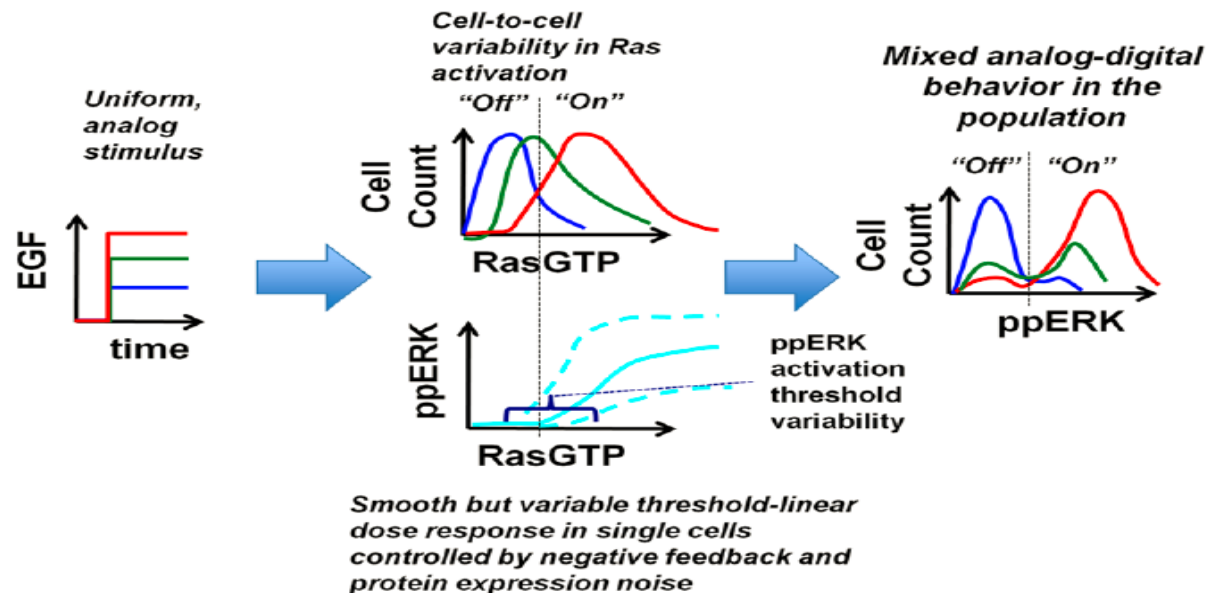 Uniform,
analog
stimulus
EGF
time
Cell-to-cell
variability in Ras
activation
“Off” “On”
Cell
Count
RasGTP
ppERK
RasGTP
ppERK
activation
threshold
variability
Smooth but variable threshold-linear
dose response in single cells
controlled by negative feedback and
protein expression noise
Mixed analog-digital
behavior in the
population
“Off” “On”
Cell
Count
ppERK